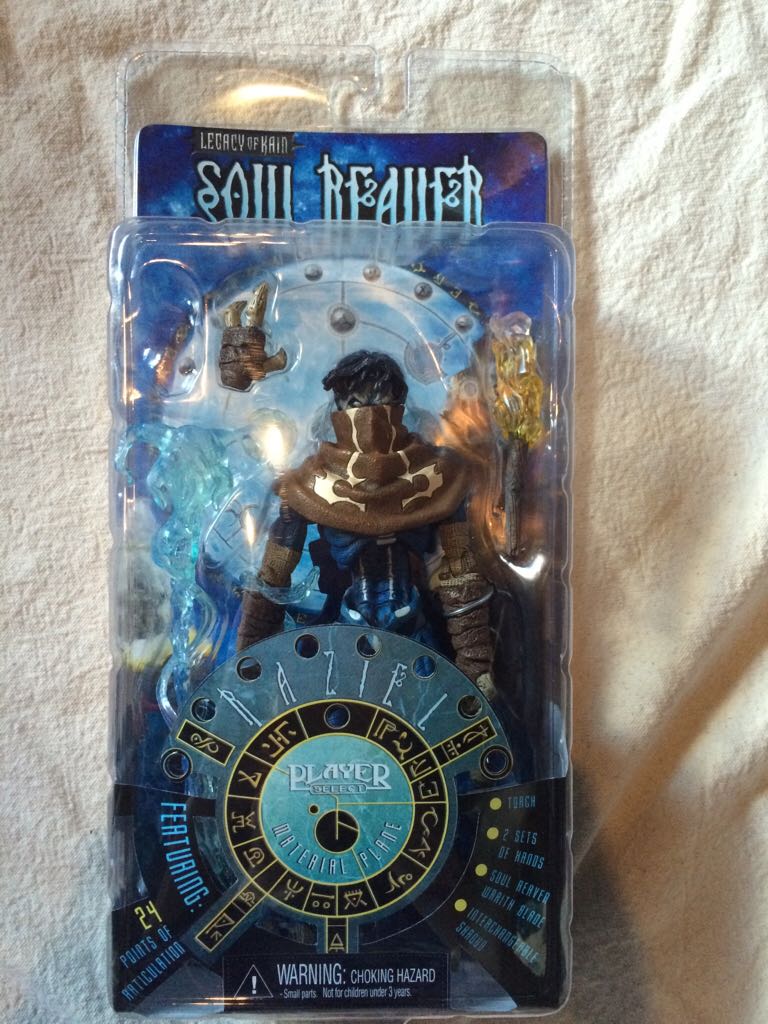 LEGACY OF KAIN
SOUL REAVER
RAZIEL
PLAYER
SELECT
MATERIAL PLANE
FEATURING:
24
POINTS OF
ARTICULATION
TORCH
2 SETS
OF HANDS
SOUL REAVER
WRAITH BLADE
INTERCHANGEABLE
SHROUD
WARNING: CHOKING HAZARD
- Small parts. Not for children under 3 years.